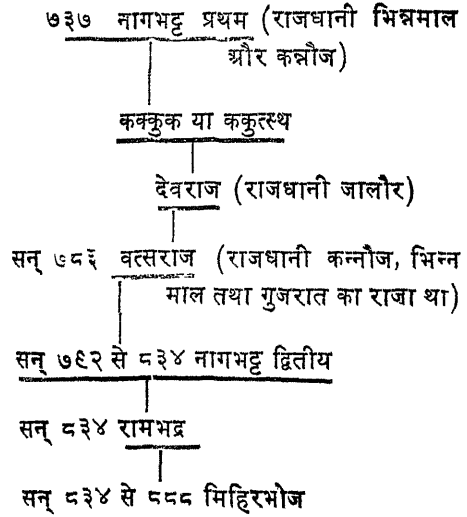 ७३७ नागभट्ट प्रथम (राजधानी भिन्नमाल
और कन्नौज)
कक्कुक या ककुत्स्थ
देवराज (राजधानी जालौर)
सन् ७८३ वत्सराज (राजधानी कन्नोज, भिन्न
माल तथा गुजरात का राजा था)
सन् ७९२ से ८३४ नागभट्ट द्वितीय
सन् ८३४ रामभद्र
सन् ८३४ से ८८८ मिहिरभोज